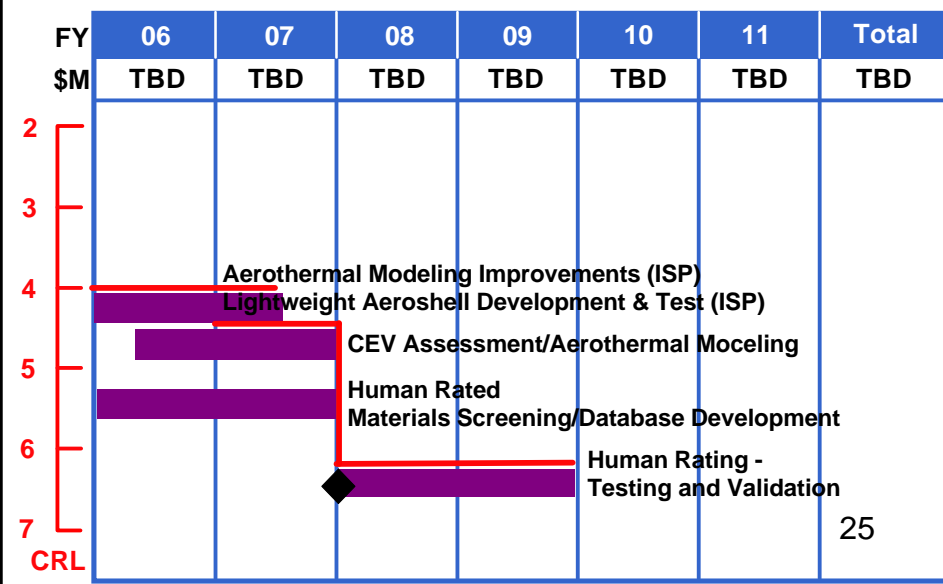 FY 06 07 08 09 10 11 Total
$M TBD TBD TBD TBD TBD TBD TBD
2
3
4
Aerothermal Modeling Improvements (ISP)
Lightweight Aeroshell Development & Test (ISP)
CEV Assessment/Aerothermal Moceling
5
Human Rated
Materials Screening/Database Development
6
Human Rating -
Testing and Validation
7
25
CRL